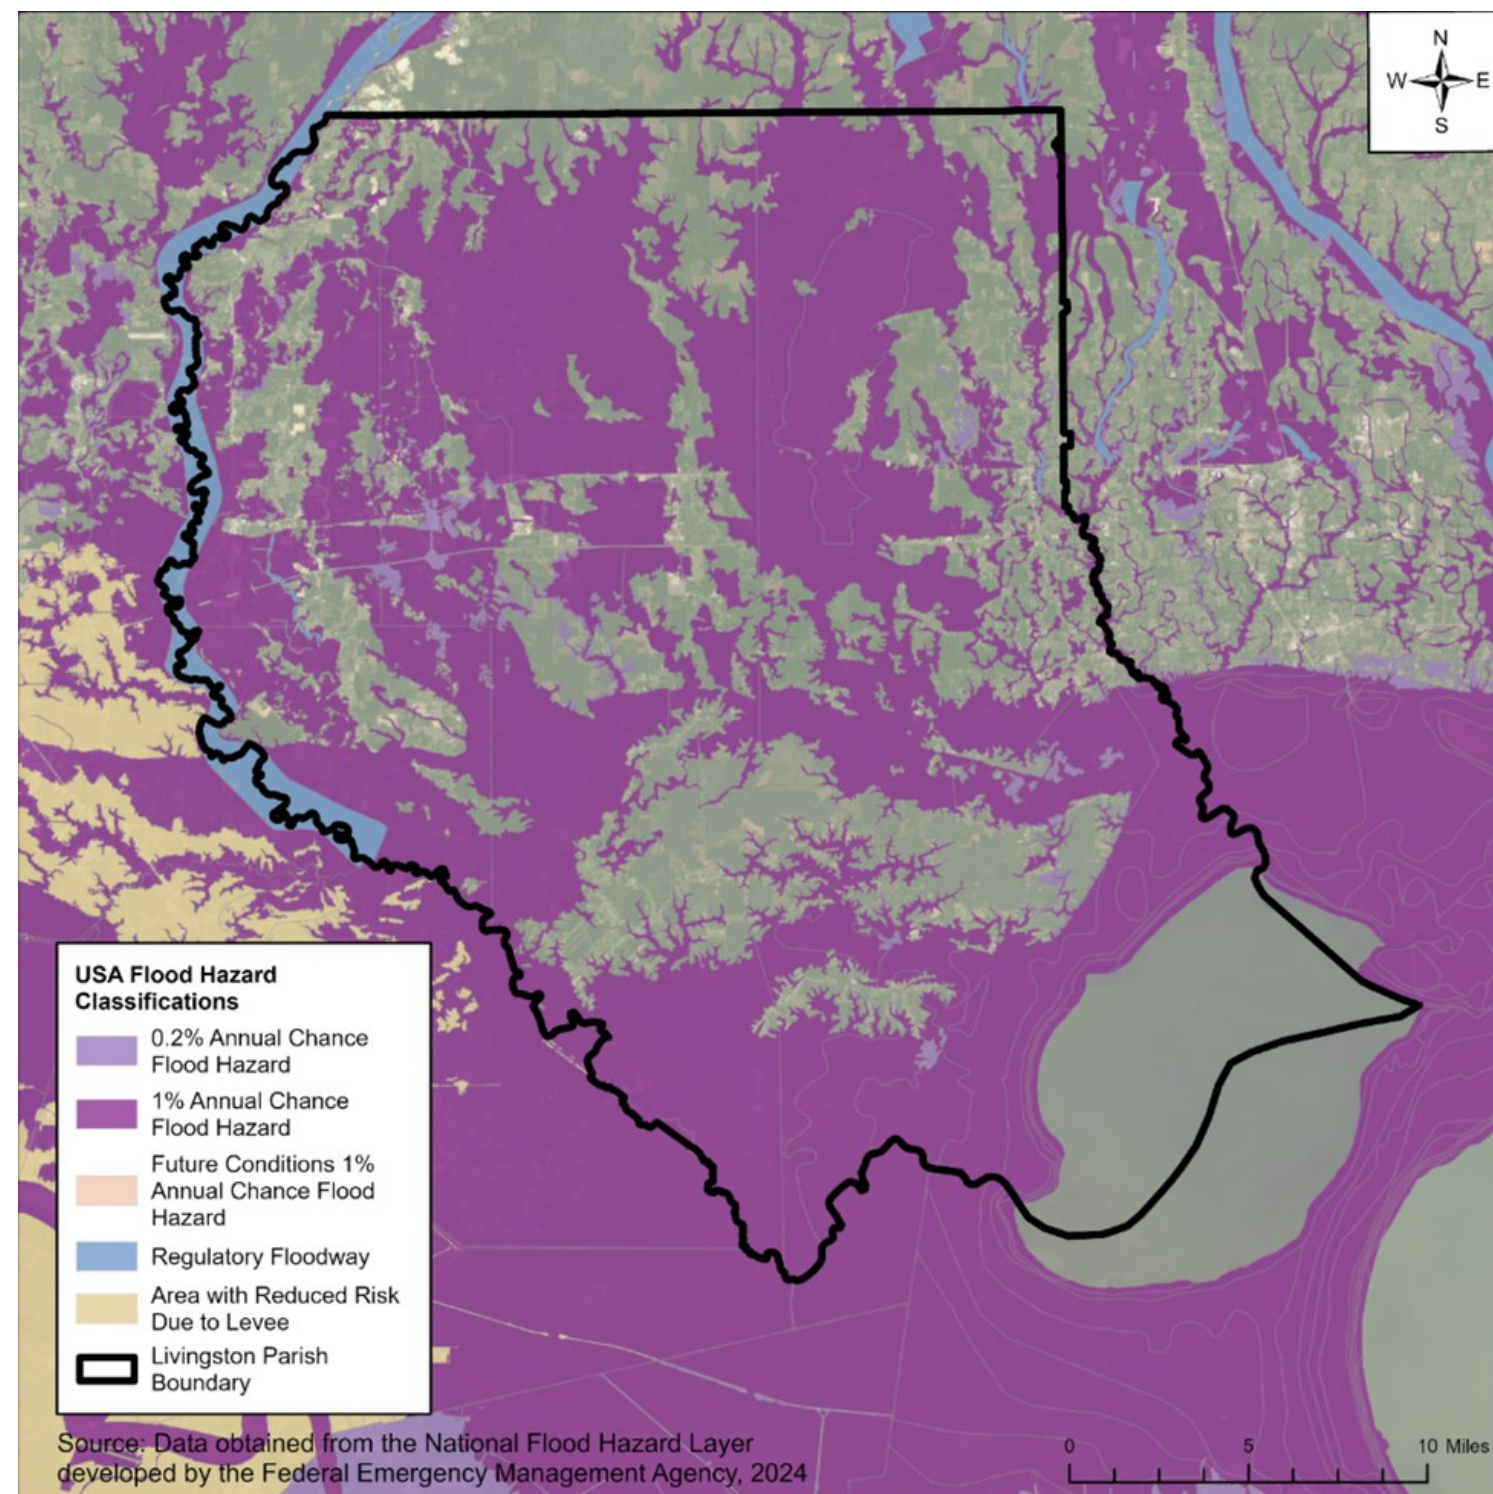 N
W E
S
USA Flood Hazard
Classifications
0.2% Annual Chance
Flood Hazard
1% Annual Chance
Flood Hazard
Future Conditions 1%
Annual Chance Flood
Hazard
Regulatory Floodway
Area with Reduced Risk
Due to Levee
Livingston Parish
Boundary
Source: Data obtained from the National Flood Hazard Layer
developed by the Federal Emergency Management Agency, 2024
0 5 10 Miles